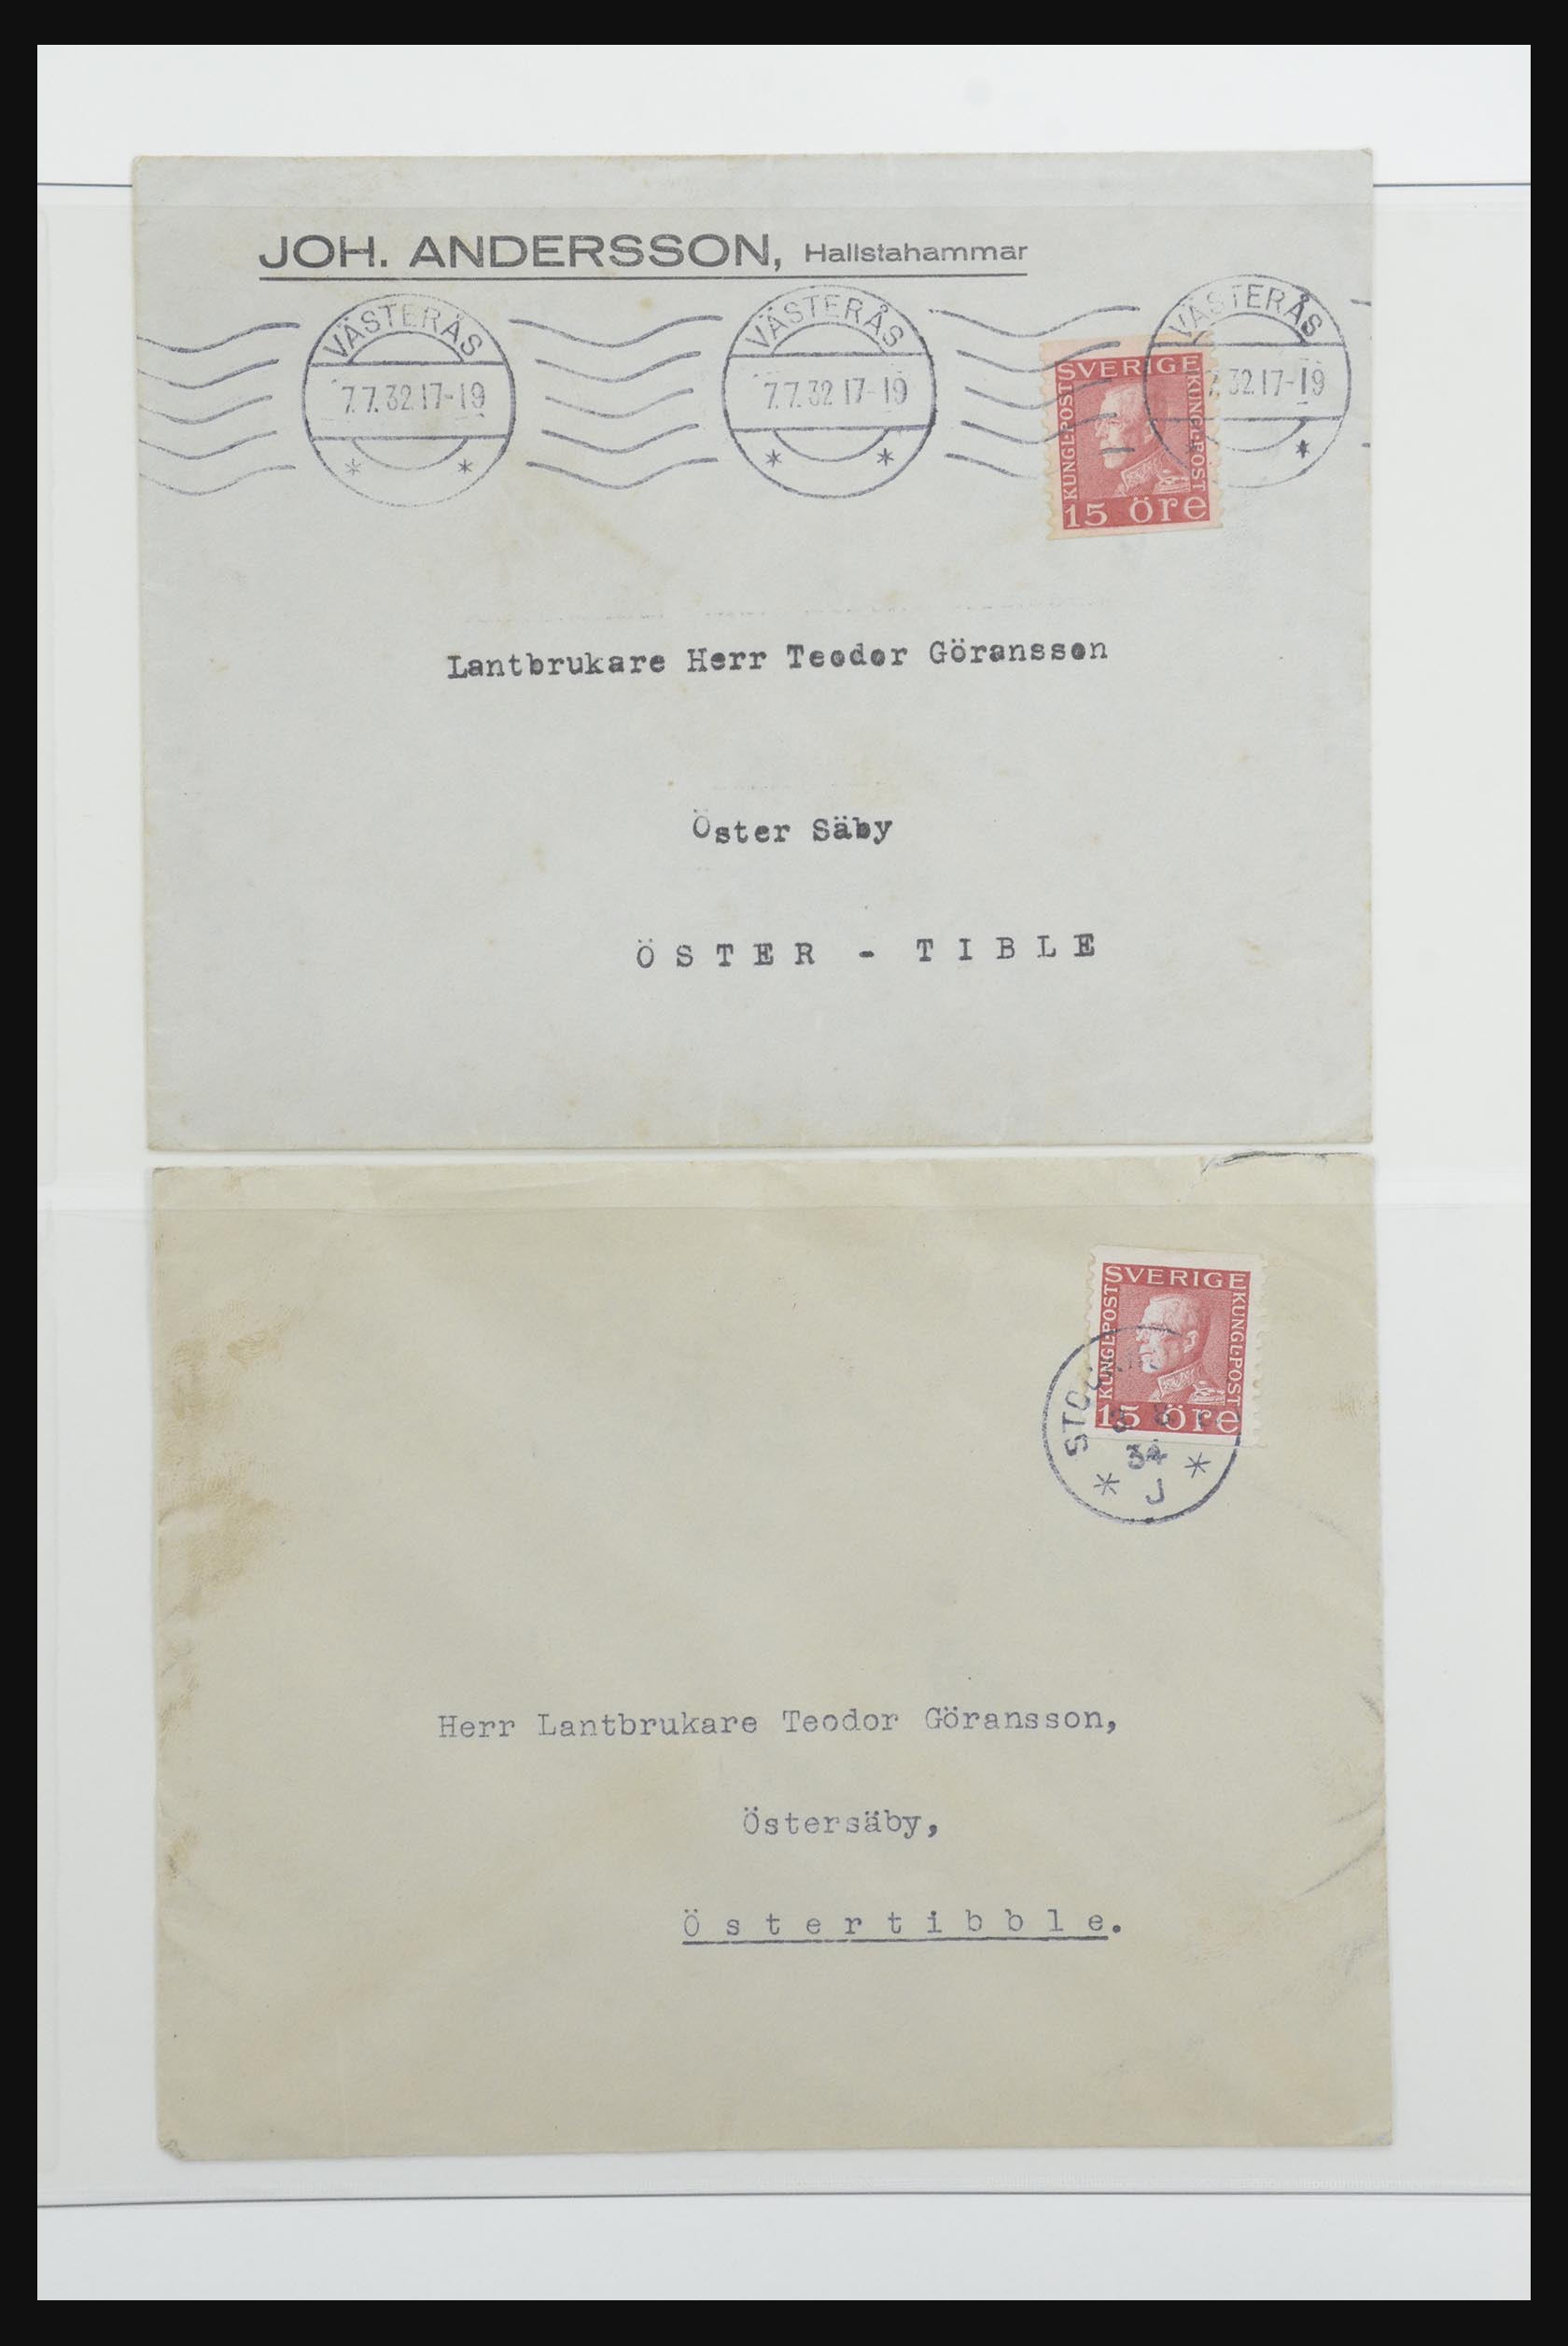 JOH. ANDERSSON, Hallstahammar
VÄSTERÅS
7.7.32.17-19
VÄSTERÅS
7.7.32 17-19
VÄSTERÅS
32.17-19
SVERIGE
KUNGL·POST
KUNGL·POST
15 öre
Lantbrukare Herr Teodor Göransson
Öster Säby
ÖSTER - TIBLE
SVERIGE
KUNGL·POST
KUNGL·POST
15 öre
34
J
Herr Lantbrukare Teodor Göransson,
Östersäby,
Östertibble.